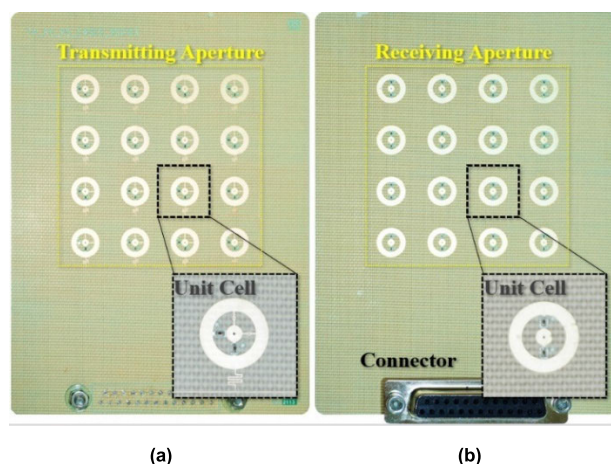 Transmitting Aperture
Receiving Aperture
Unit Cell
Unit Cell
Connector
(a)
(b)